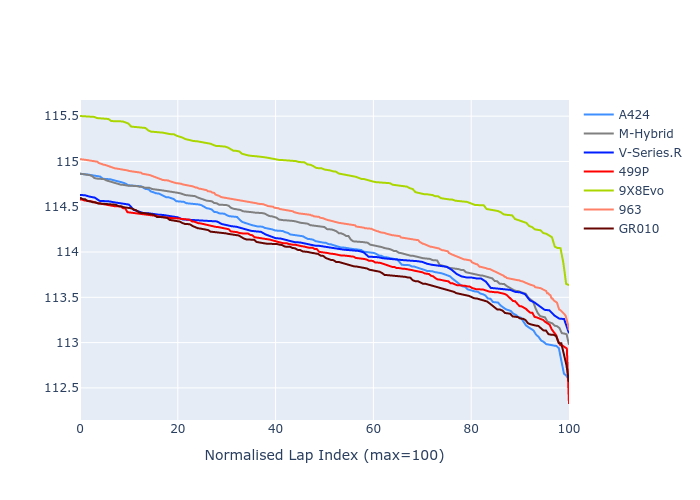 115.5
115
114.5
114
113.5
113
112.5
0
20
40
60
80
100
Normalised Lap Index (max=100)
A424
M-Hybrid
V-Series.R
499P
9X8Evo
963
GR010